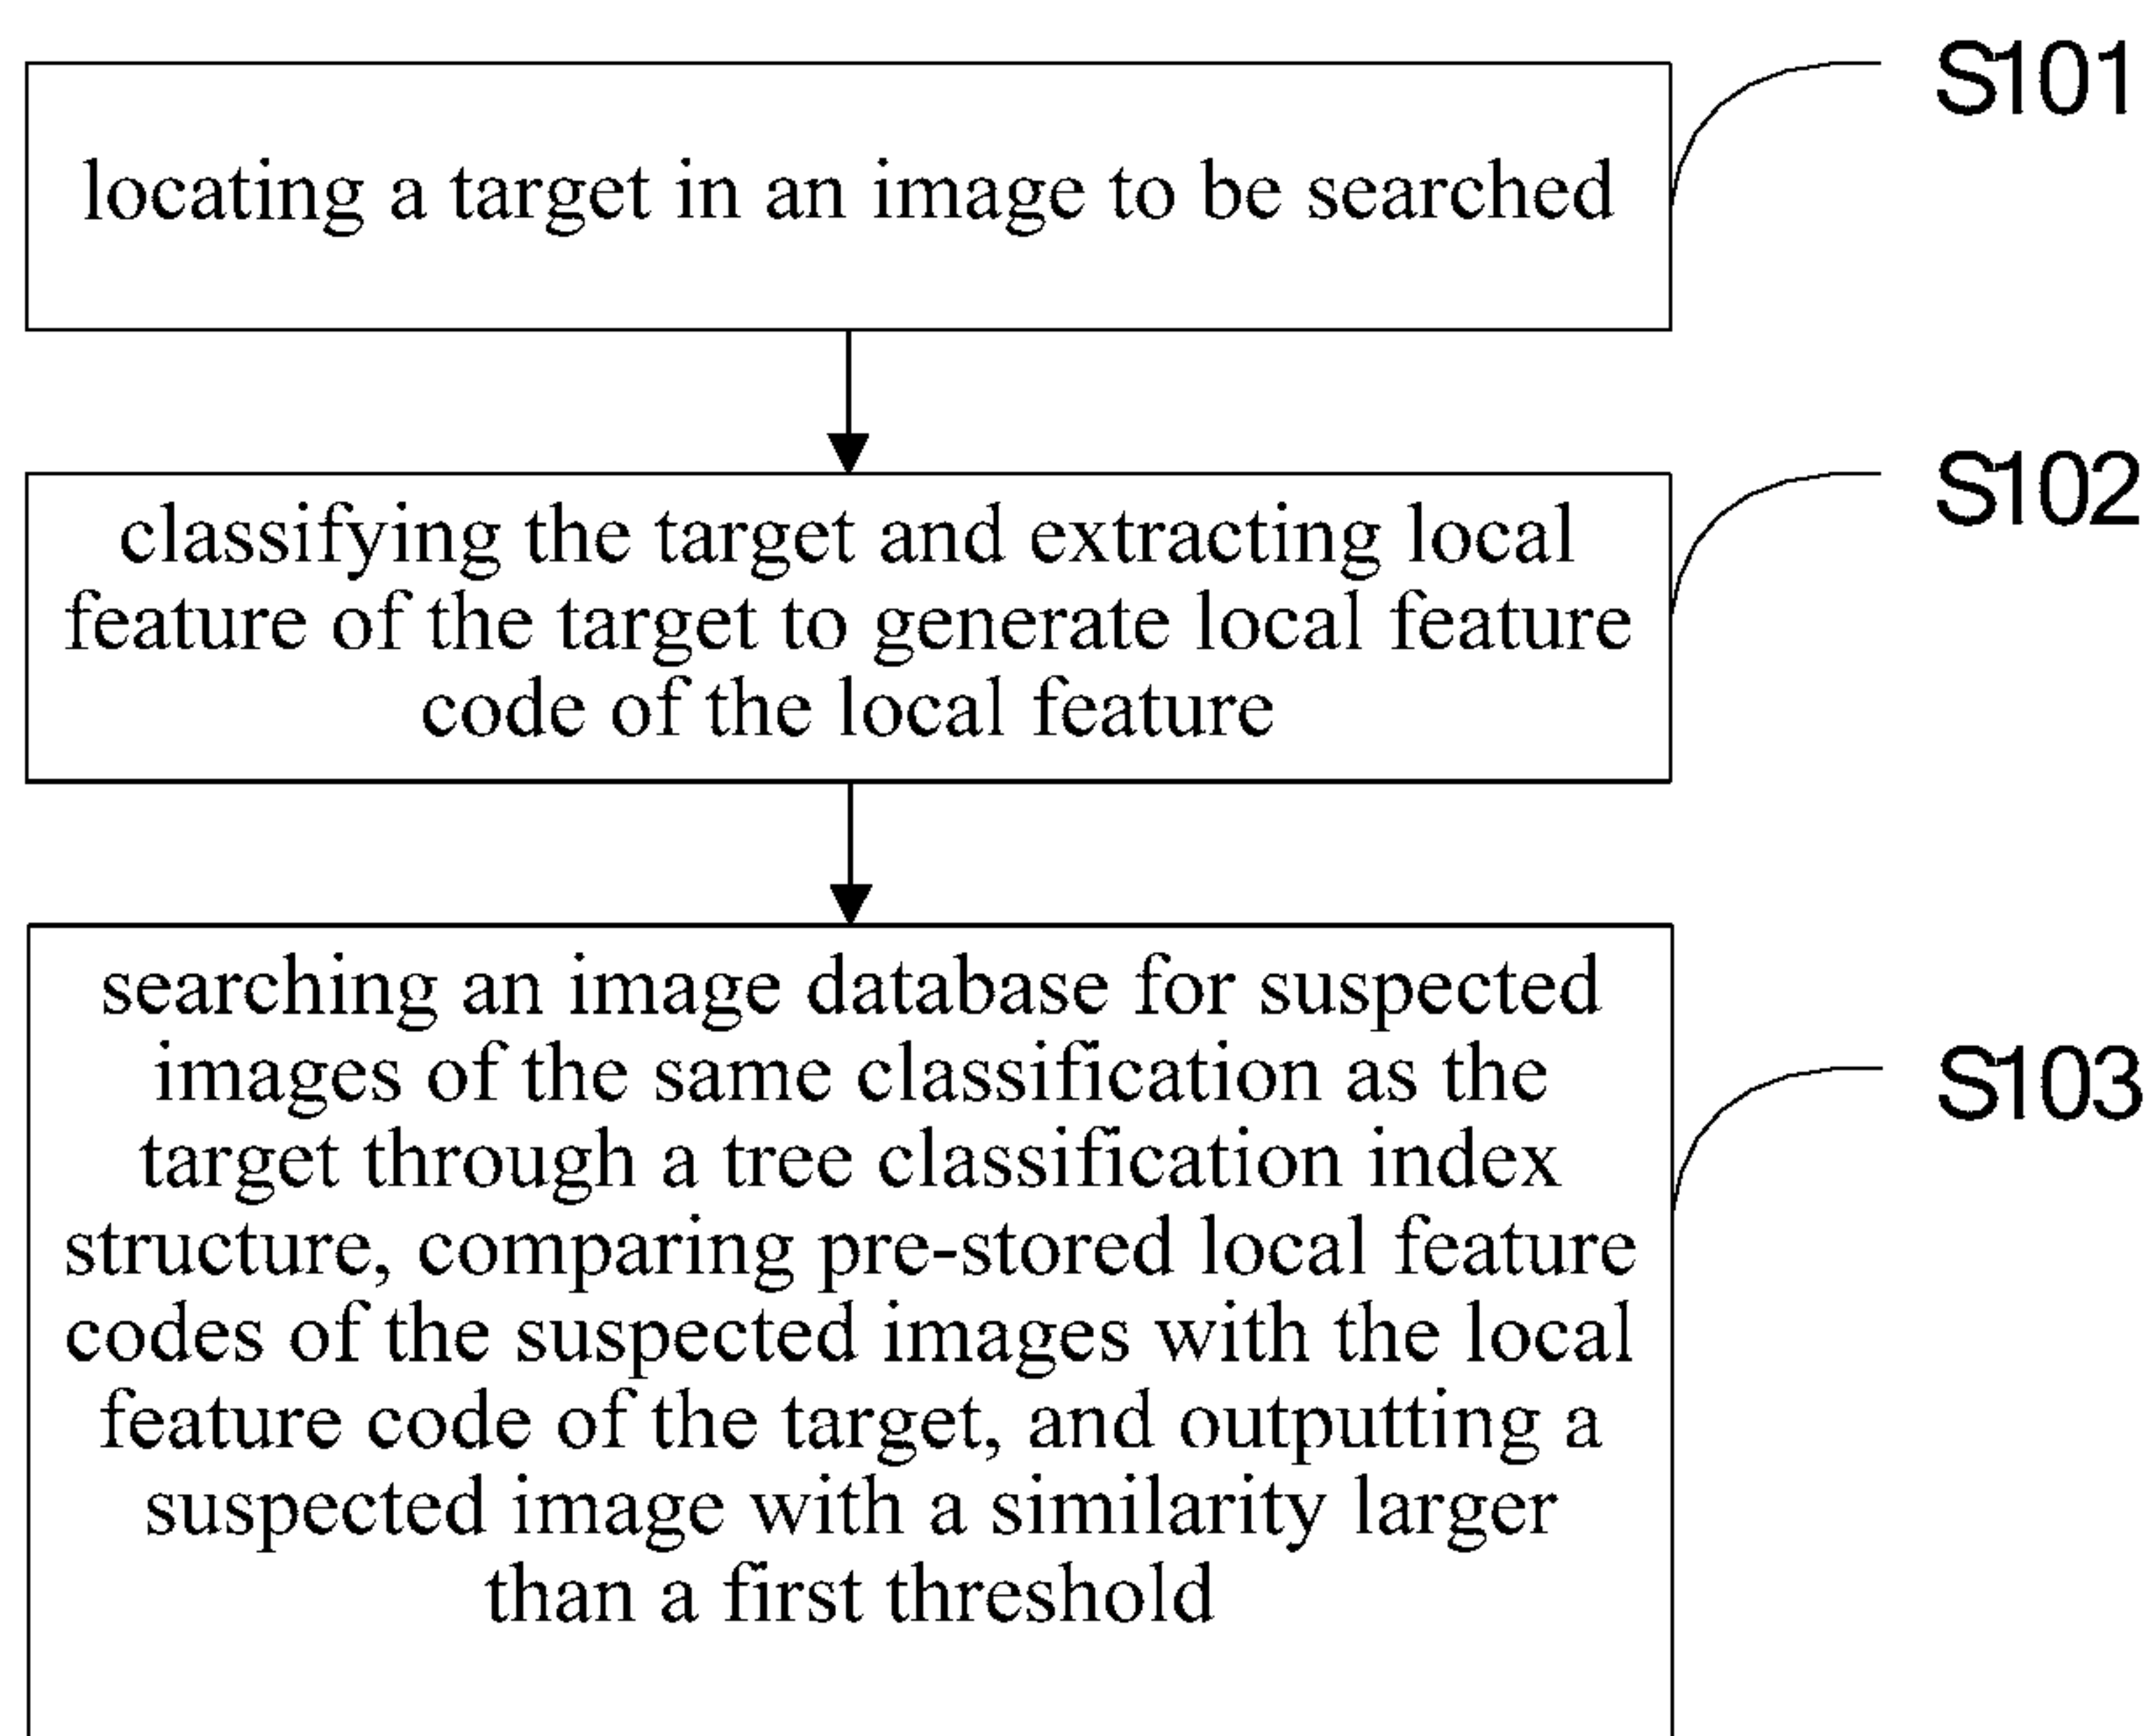 S101
locating a target in an image to be searched
S102
classifying the target and extracting local
feature of the target to generate local feature
code of the local feature
S103
searching an image database for suspected
images of the same classification as the
target through a tree classification index
structure, comparing pre-stored local feature
codes of the suspected images with the local
feature code of the target, and outputting a
suspected image with a similarity larger
than a first threshold